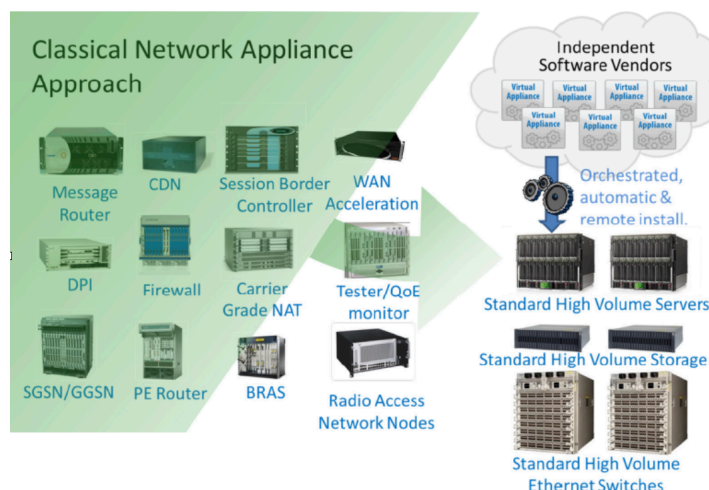 Classical Network Appliance
Approach
Message
Router
CDN
Session Border
Controller
WAN
Acceleration
DPI
Firewall
Carrier
Grade NAT
Tester/QoE
monitor
SGSN/GGSN
PE Router
BRAS
Radio Access
Network Nodes
Independent
Software Vendors
Virtual
Appliance
Virtual
Appliance
Virtual
Appliance
Virtual
Appliance
Virtual
Appliance
Virtual
Appliance
Virtual
Appliance
Orchestrated,
automatic &
remote install.
Standard High Volume Servers
Standard High Volume Storage
Standard High Volume
Ethernet Switches